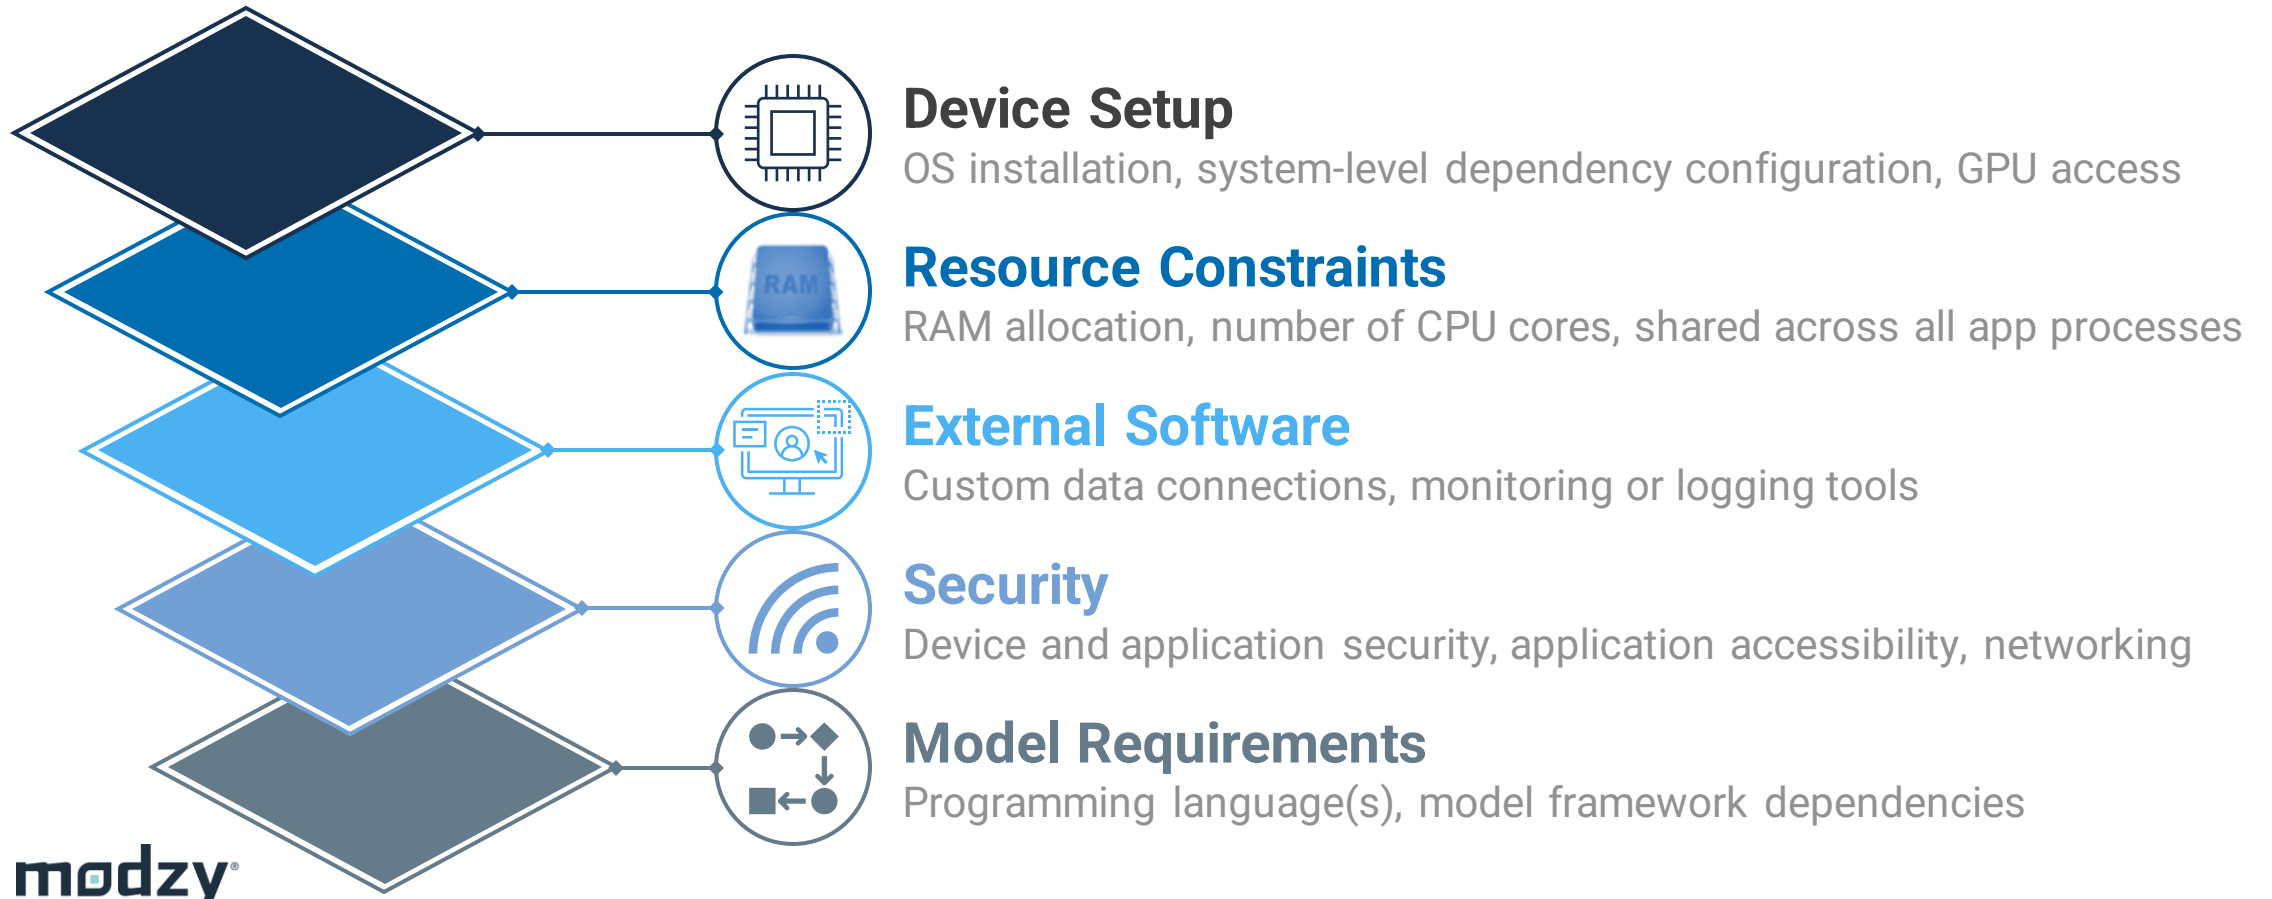 Device Setup
OS installation, system-level dependency configuration, GPU access
RAM
Resource Constraints
RAM allocation, number of CPU cores, shared across all app processes
External Software
Custom data connections, monitoring or logging tools
Security
Device and application security, application accessibility, networking
Model Requirements
Programming language(s), model framework dependencies
modzy®